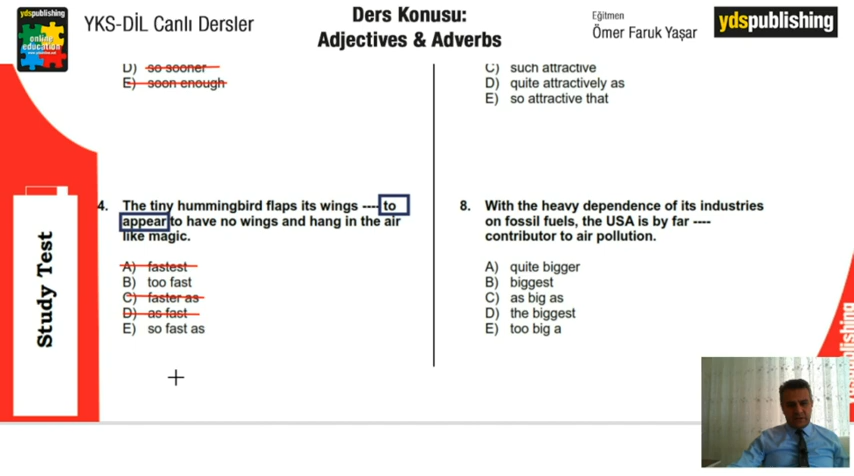 ydspublishing
online
education
YKS-DİL Canlı Dersler
Ders Konusu:
Adjectives & Adverbs
Eğitmen
Ömer Faruk Yaşar
ydspublishing
Study Test
D) so sooner
E) soon enough
4. The tiny hummingbird flaps its wings ---- to
appear to have no wings and hang in the air
like magic.
A) fastest
B) too fast
C) faster as
D) as fast
E) so fast as
C) such attractive
D) quite attractively as
E) so attractive that
8. With the heavy dependence of its industries
on fossil fuels, the USA is by far ----
contributor to air pollution.
A) quite bigger
B) biggest
C) as big as
D) the biggest
E) too big a